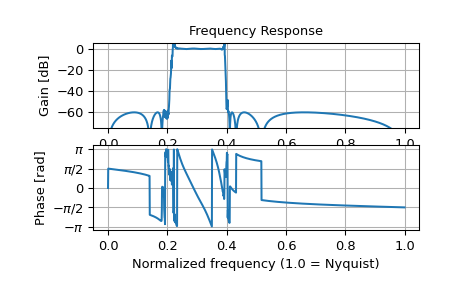 Frequency Response
Gain [dB]
0
−20
−40
−60
0.0 0.2 0.4 0.6 0.8 1.0
Phase [rad]
π
π/2
0
−π/2
−π
0.0 0.2 0.4 0.6 0.8 1.0
Normalized frequency (1.0 = Nyquist)